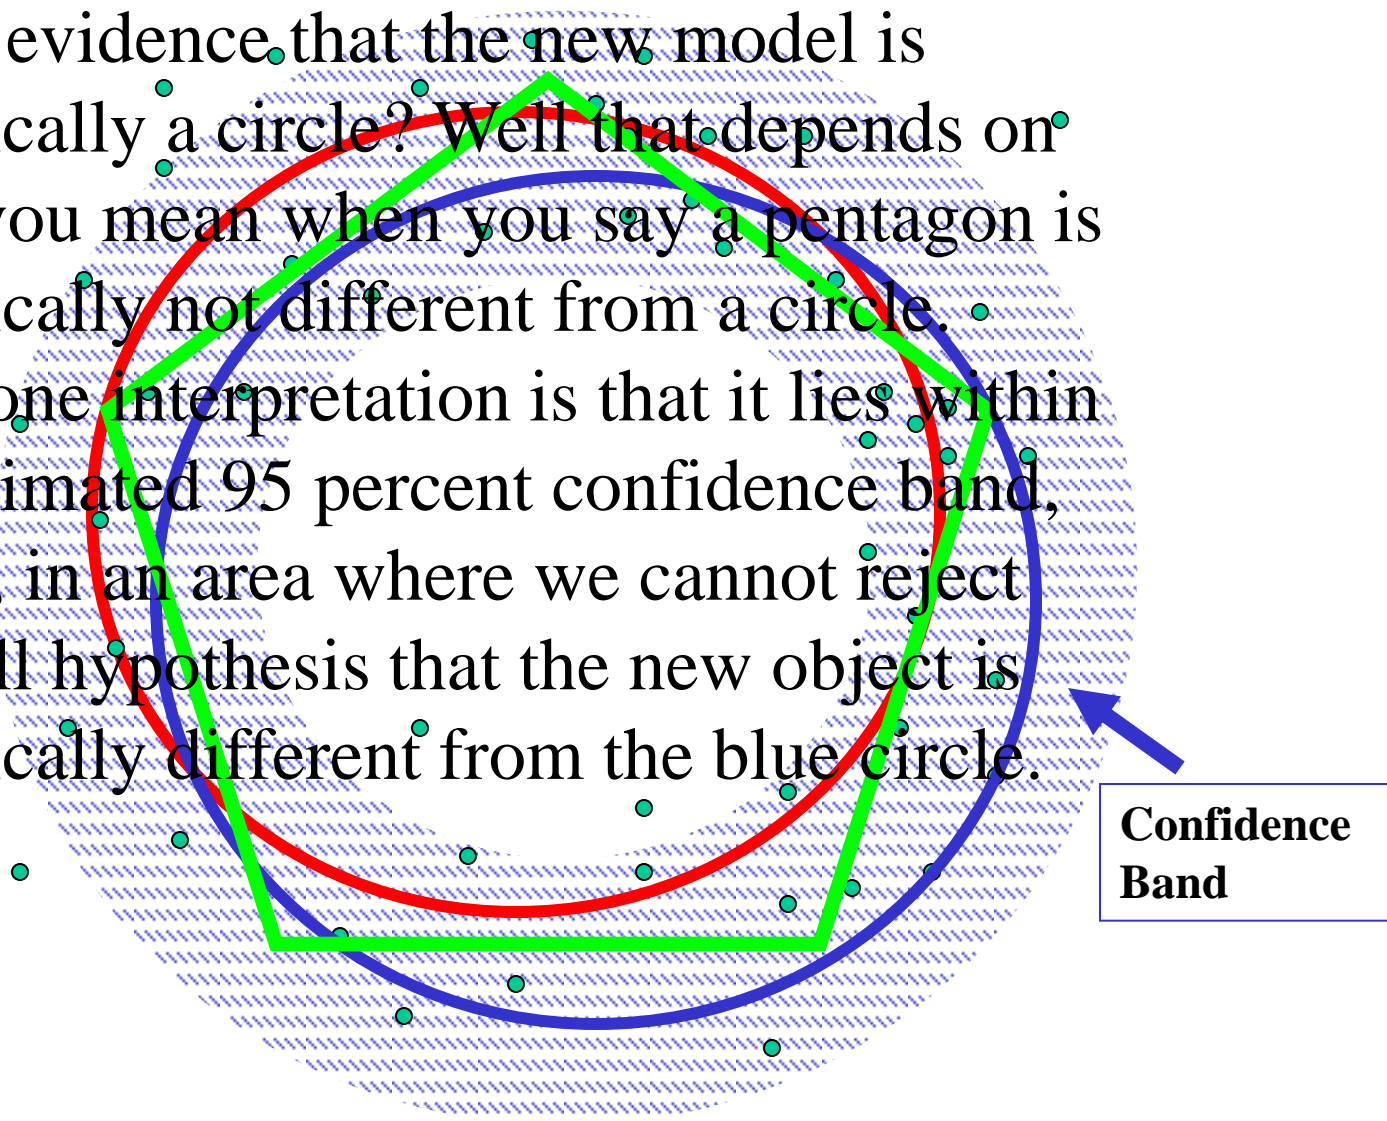 evidence that the new model is
cally a circle? Well that depends on
you mean when you say a pentagon is
cally not different from a circle.
one interpretation is that it lies within
imated 95 percent confidence band,
in an area where we cannot reject
ll hypothesis that the new object is
cally different from the blue circle.
Confidence
Band